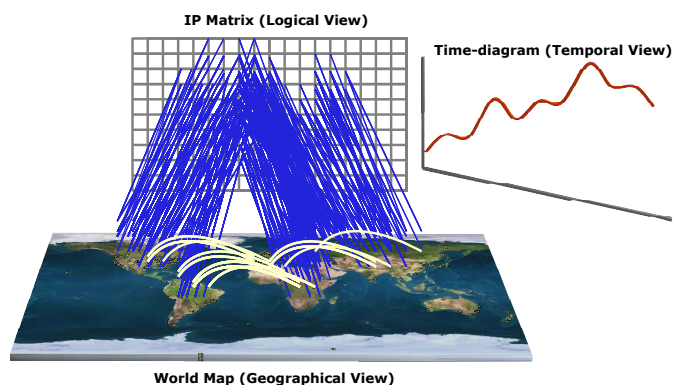 IP Matrix (Logical View)
Time-diagram (Temporal View)
World Map (Geographical View)